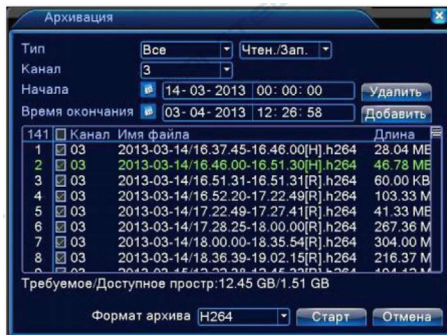 Архивация
Тип Все Чтен./Зап.
Канал 3
Начала 14-03-2013 00:00:00 Удалить
Время окончания 03-04-2013 12:26:58 Добавить
141 Канал Имя файла Длина
1 03 2013-03-14/16.37.45-16.46.00[H].h264 28.04 ME
2 03 2013-03-14/16.46.00-16.51.30[H].h264 46.78 ME
3 03 2013-03-14/16.51.31-16.51.31[R].h264 60.00 KB
4 03 2013-03-14/16.52.20-17.22.49[R].h264 103.33 M
5 03 2013-03-14/17.22.49-17.27.41[R].h264 41.33 ME
6 03 2013-03-14/17.28.25-18.00.00[R].h264 267.36 M
7 03 2013-03-14/18.00.00-18.35.54[R].h264 304.00 M
8 03 2013-03-14/18.36.39-19.02.15[R].h264 216.37 M
Требуемое/Доступное простр:12.45 GB/1.51 GB
Формат архива H264 Старт Отмена